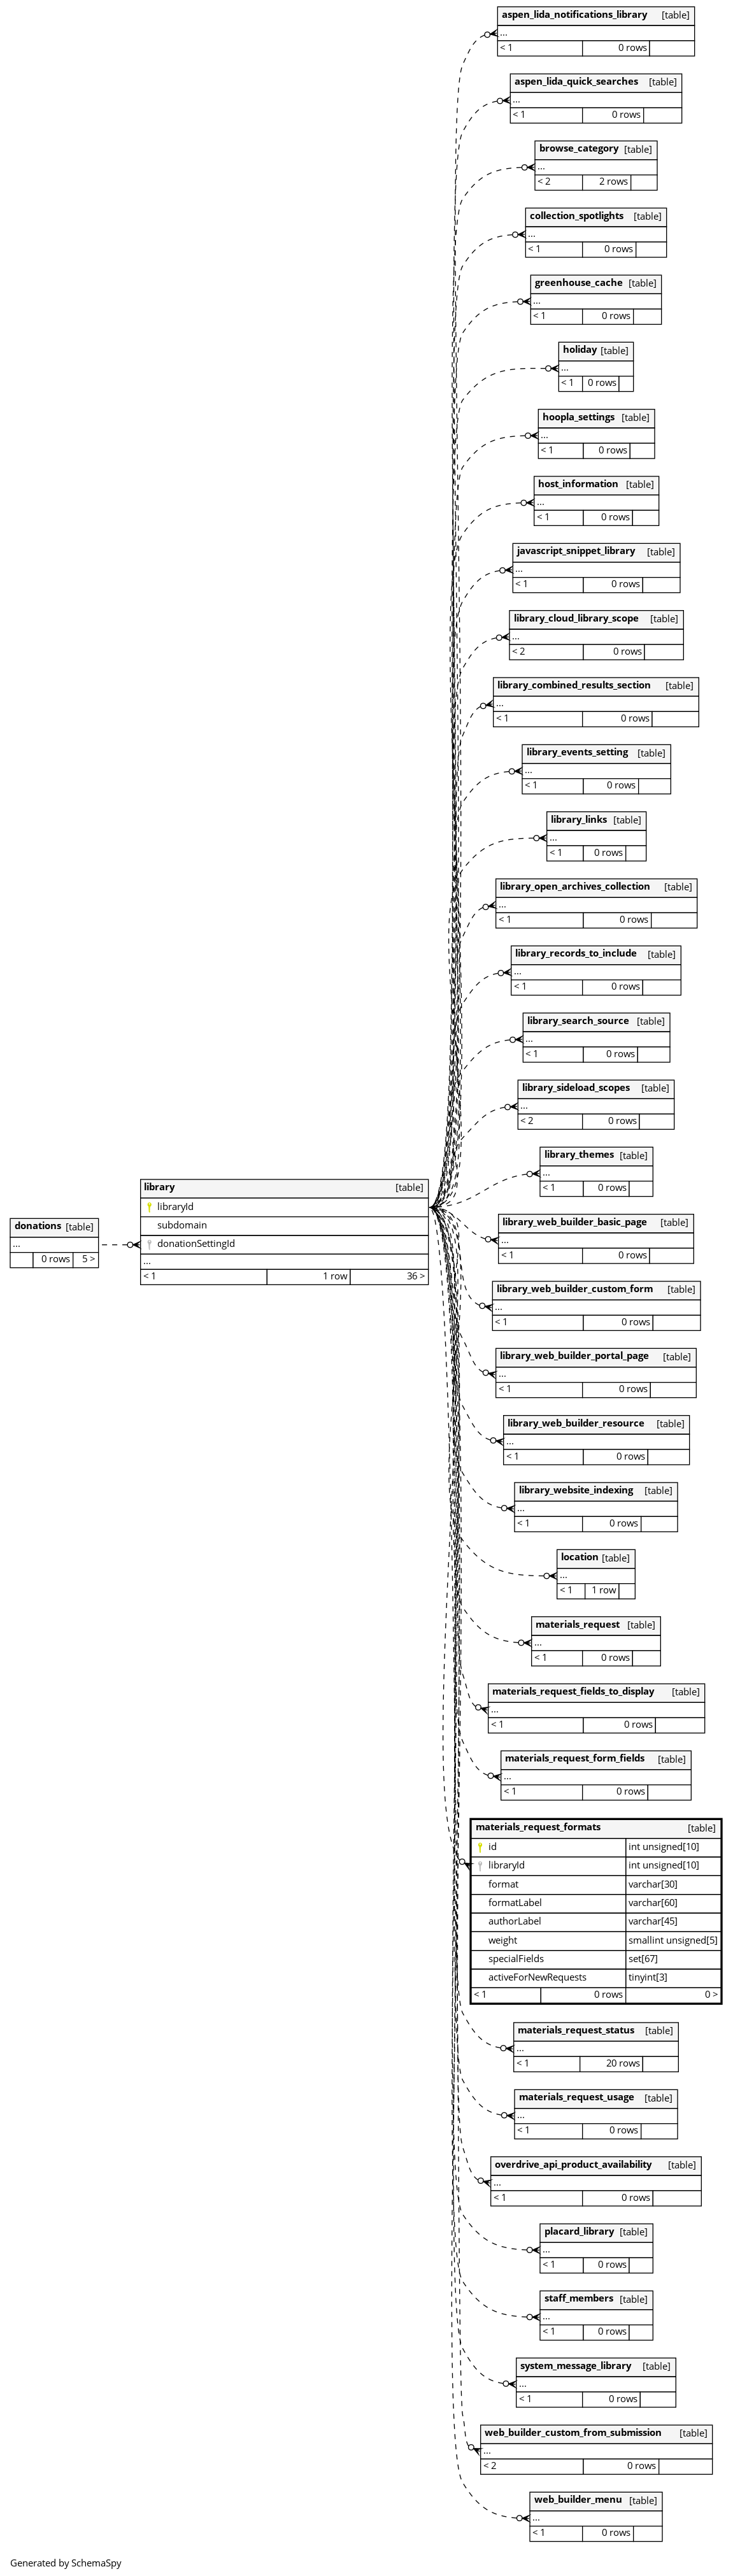 aspen_lida_notifications_library [table]
...
< 1 0 rows
aspen_lida_quick_searches [table]
...
< 1 0 rows
browse_category [table]
...
< 2 2 rows
collection_spotlights [table]
...
< 1 0 rows
greenhouse_cache [table]
...
< 1 0 rows
holiday [table]
...
< 1 0 rows
hoopla_settings [table]
...
< 1 0 rows
host_information [table]
...
< 1 0 rows
javascript_snippet_library [table]
...
< 1 0 rows
library_cloud_library_scope [table]
...
< 2 0 rows
library_combined_results_section [table]
...
< 1 0 rows
library_events_setting [table]
...
< 1 0 rows
library_links [table]
...
< 1 0 rows
library_open_archives_collection [table]
...
< 1 0 rows
library_records_to_include [table]
...
< 1 0 rows
library_search_source [table]
...
< 1 0 rows
library_sideload_scopes [table]
...
< 2 0 rows
library_themes [table]
...
< 1 0 rows
library [table]
libraryId
subdomain
donationSettingId
...
< 1 1 row 36 >
donations [table]
...
0 rows 5 >
library_web_builder_basic_page [table]
...
< 1 0 rows
library_web_builder_custom_form [table]
...
< 1 0 rows
library_web_builder_portal_page [table]
...
< 1 0 rows
library_web_builder_resource [table]
...
< 1 0 rows
library_website_indexing [table]
...
< 1 0 rows
location [table]
...
< 1 1 row
materials_request [table]
...
< 1 0 rows
materials_request_fields_to_display [table]
...
< 1 0 rows
materials_request_form_fields [table]
...
< 1 0 rows
materials_request_formats [table]
id int unsigned[10]
libraryId int unsigned[10]
format varchar[30]
formatLabel varchar[60]
authorLabel varchar[45]
weight smallint unsigned[5]
specialFields set[67]
activeForNewRequests tinyint[3]
< 1 0 rows 0 >
materials_request_status [table]
...
< 1 20 rows
materials_request_usage [table]
...
< 1 0 rows
overdrive_api_product_availability [table]
...
< 1 0 rows
placard_library [table]
...
< 1 0 rows
staff_members [table]
...
< 1 0 rows
system_message_library [table]
...
< 1 0 rows
web_builder_custom_from_submission [table]
...
< 2 0 rows
web_builder_menu [table]
...
< 1 0 rows
Generated by SchemaSpy